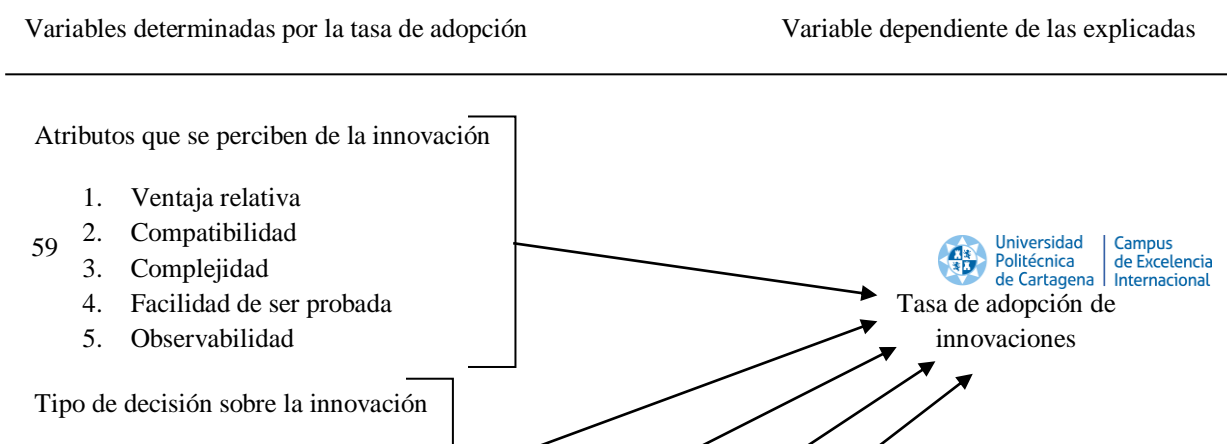 Variables determinadas por la tasa de adopción
Variable dependiente de las explicadas
Atributos que se perciben de la innovación
1. Ventaja relativa
2. Compatibilidad
3. Complejidad
4. Facilidad de ser probada
5. Observabilidad
59
Universidad
Politécnica
de Cartagena
Campus
de Excelencia
Internacional
Tasa de adopción de
innovaciones
Tipo de decisión sobre la innovación